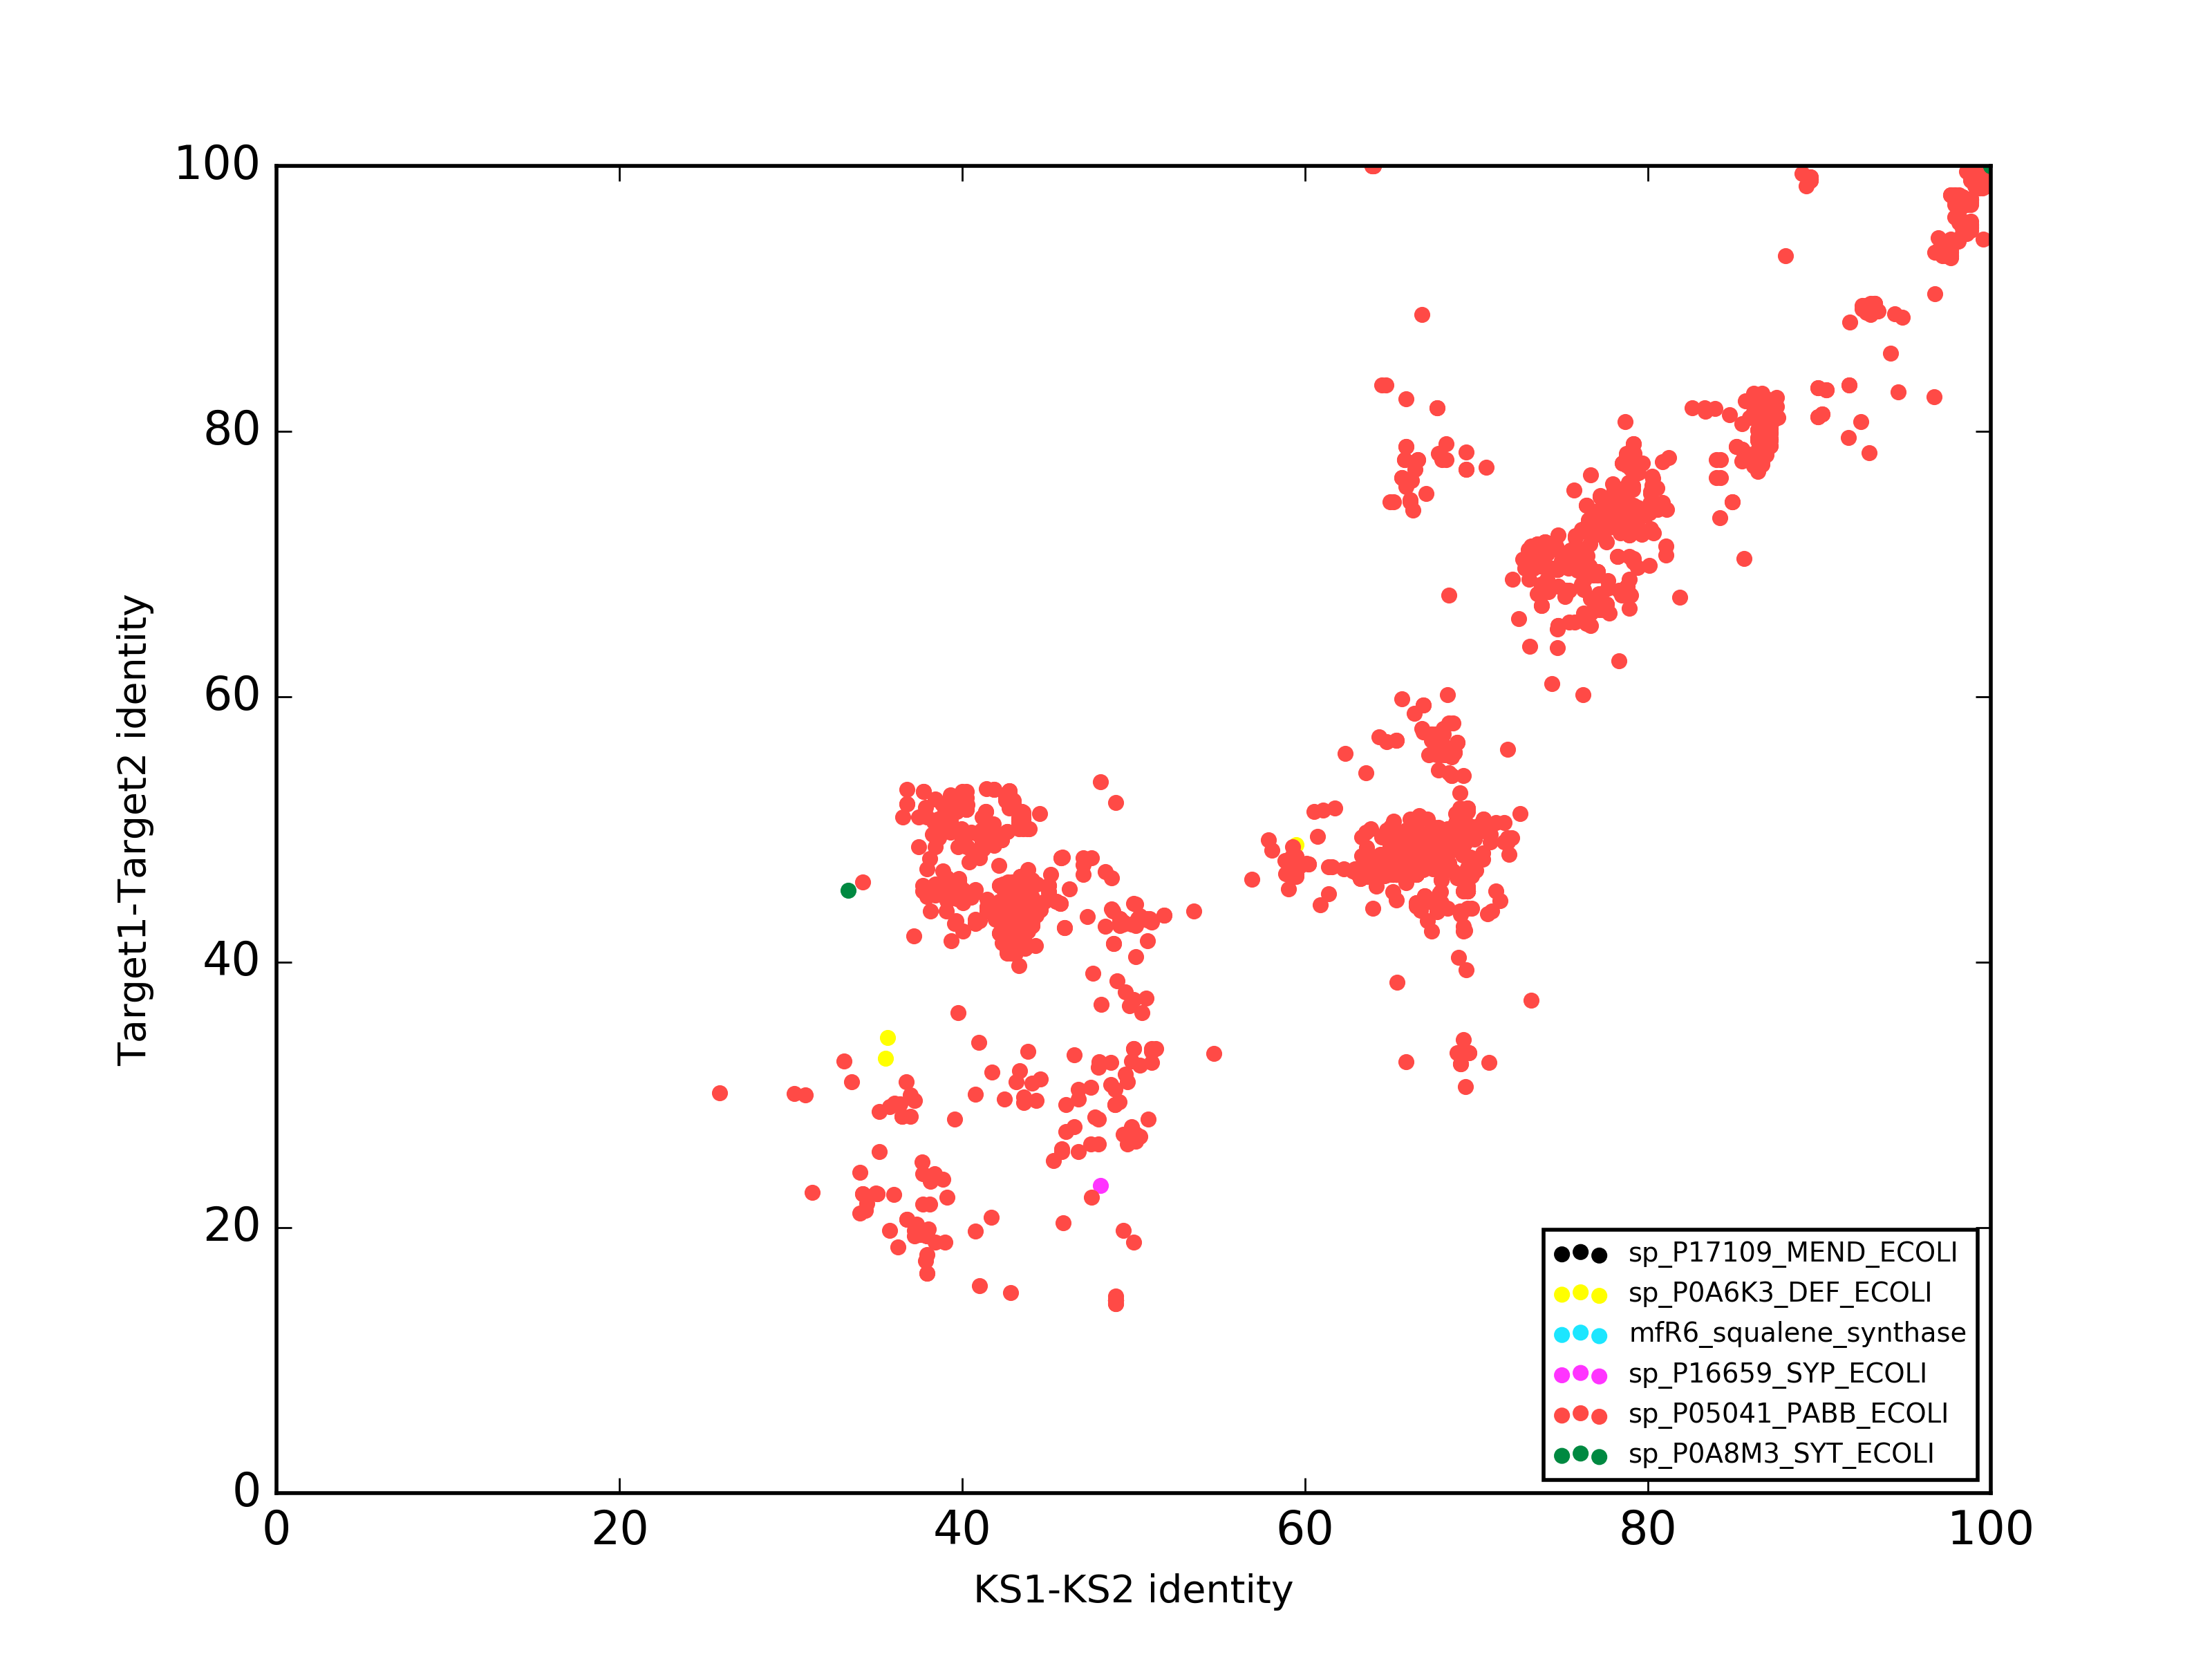 100
80
60
40
20
0
0 20 40 60 80 100
Target1-Target2 identity
KS1-KS2 identity
sp_P17109_MEND_ECOLI
sp_P0A6K3_DEF_ECOLI
mfR6_squalene_synthase
sp_P16659_SYP_ECOLI
sp_P05041_PABB_ECOLI
sp_P0A8M3_SYT_ECOLI